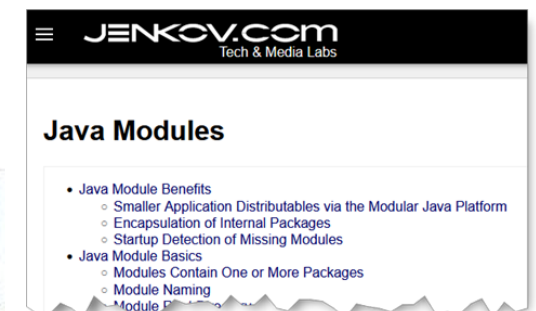 JENKOV.COM
Tech & Media Labs
Java Modules
Java Module Benefits
Smaller Application Distributables via the Modular Java Platform
Encapsulation of Internal Packages
Startup Detection of Missing Modules
Java Module Basics
Modules Contain One or More Packages
Module Naming
Module